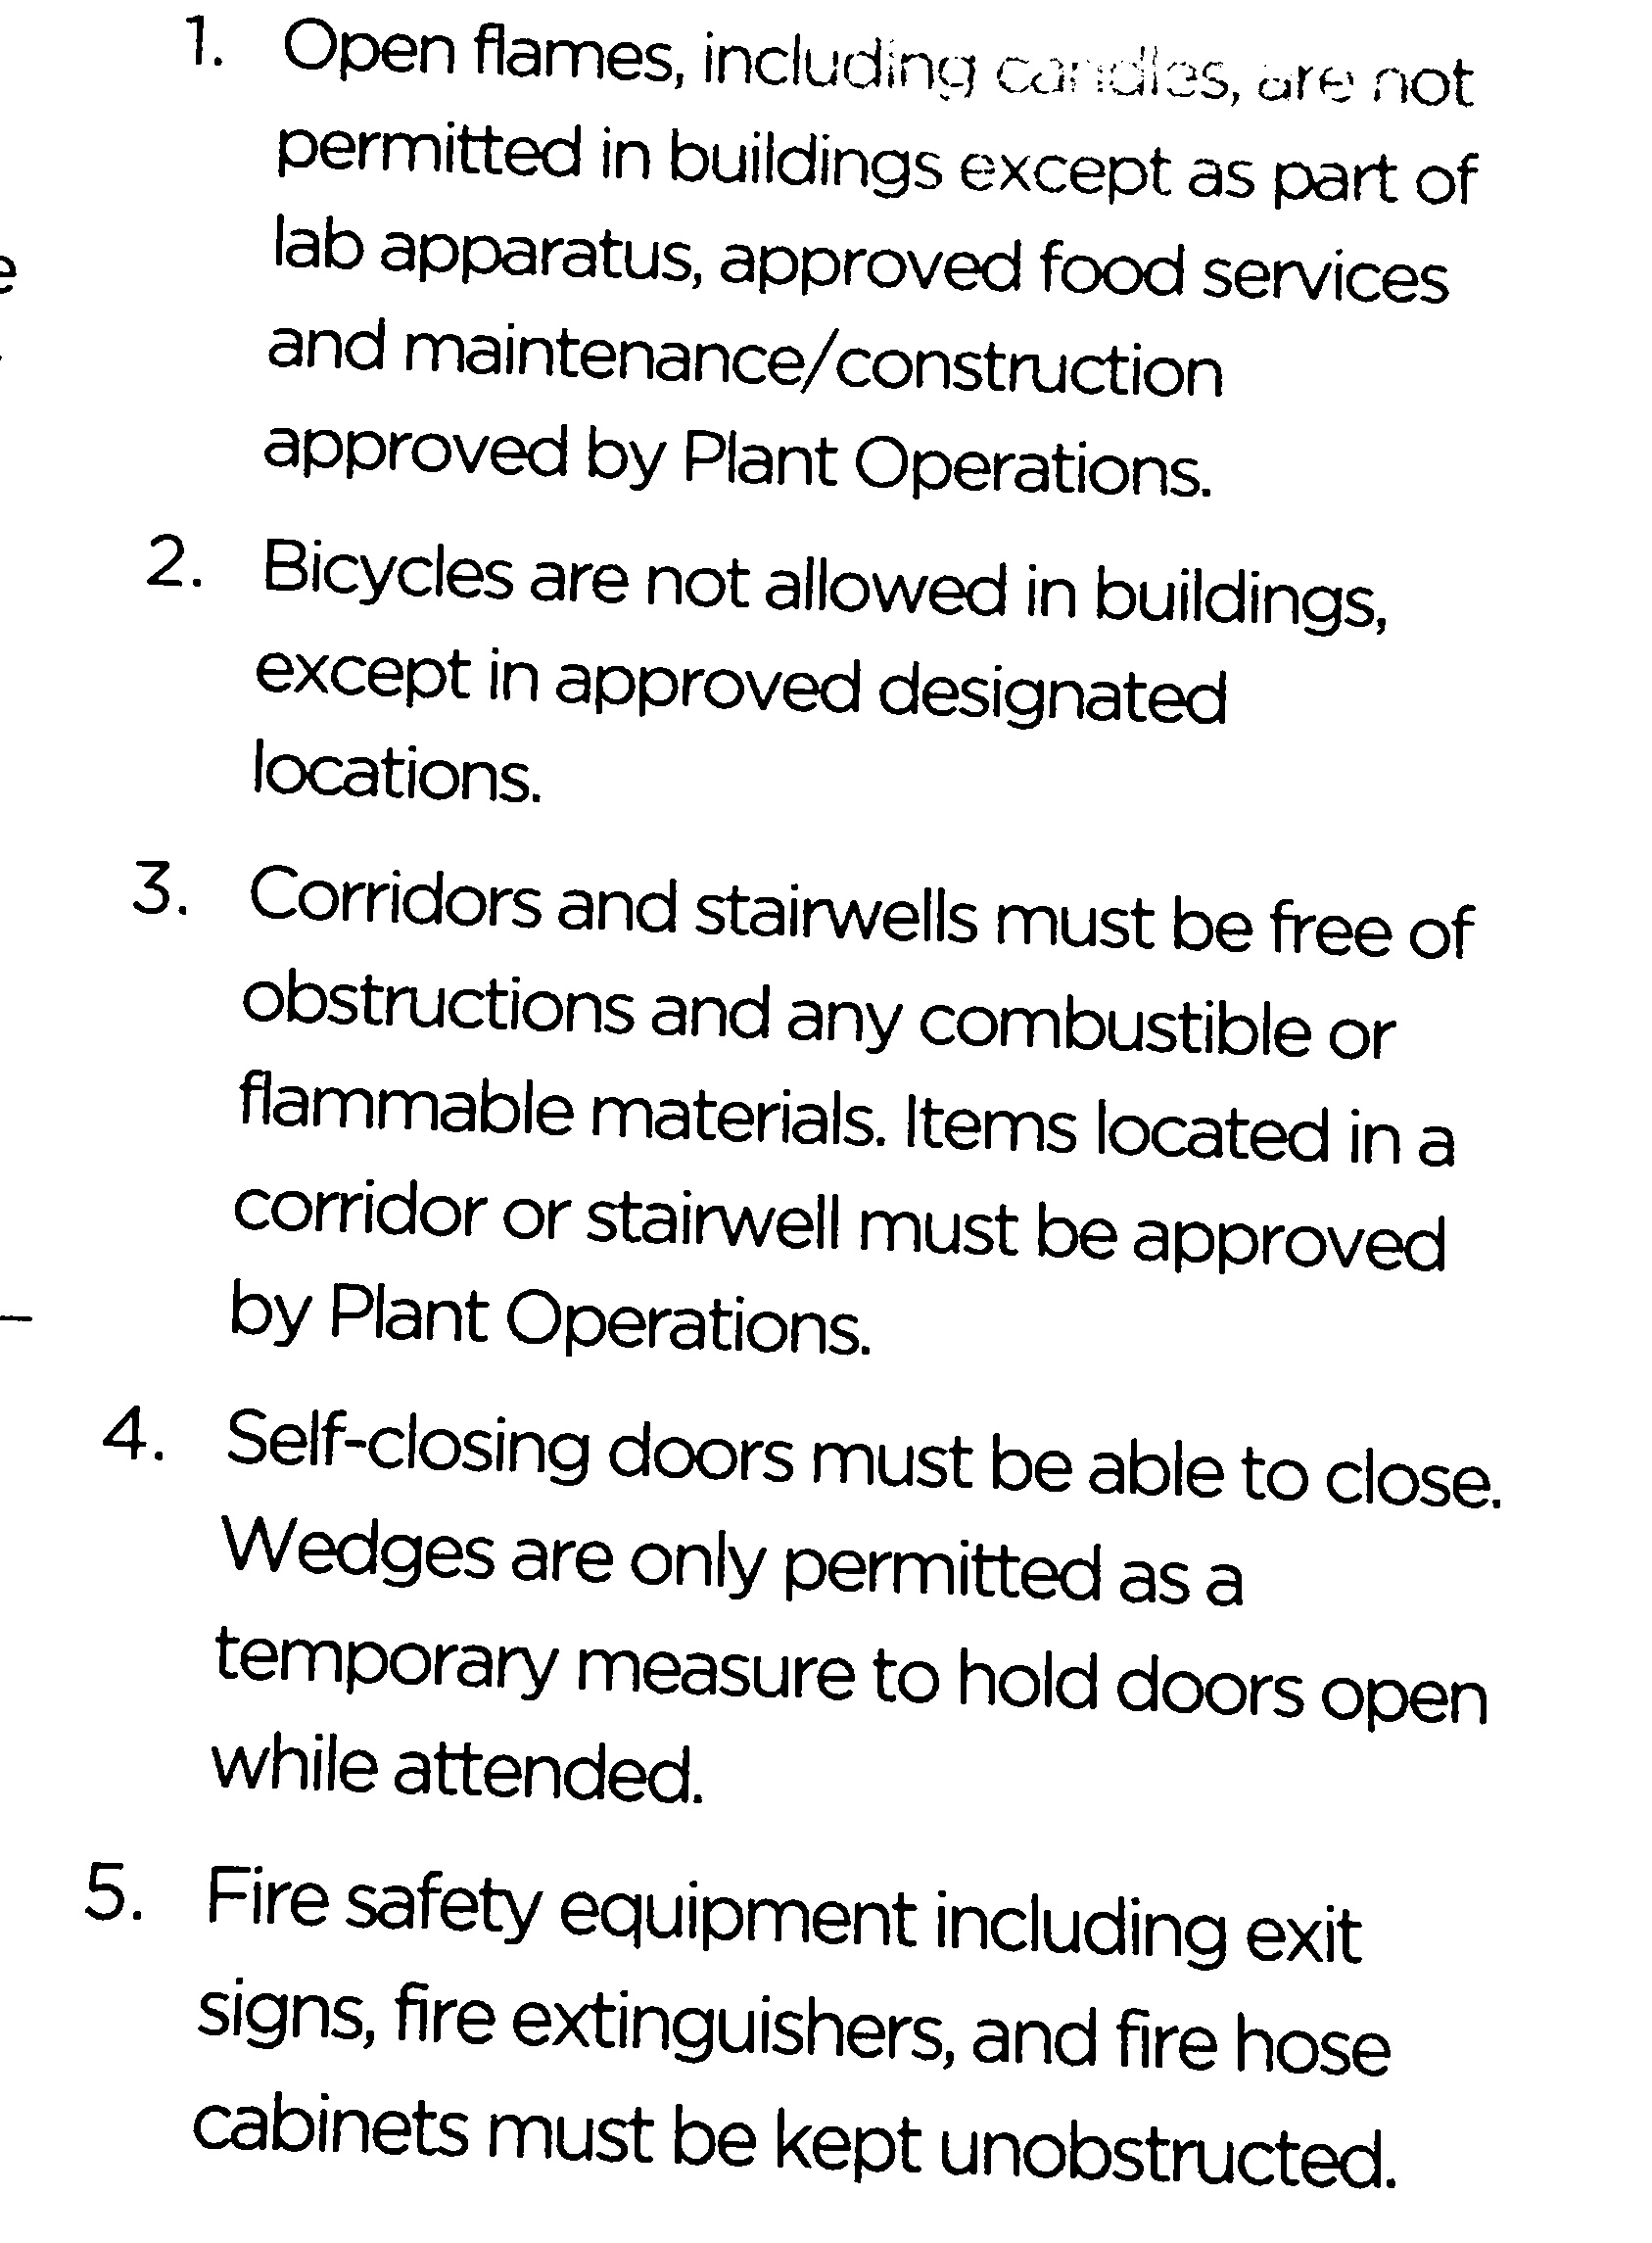 1. Open flames, including candles, are not
permitted in buildings except as part of
lab apparatus, approved food services
and maintenance/construction
approved by Plant Operations.
2. Bicycles are not allowed in buildings,
except in approved designated
locations.
3. Corridors and stairwells must be free of
obstructions and any combustible or
flammable materials. Items located in a
corridor or stairwell must be approved
by Plant Operations.
4. Self-closing doors must be able to close.
Wedges are only permitted as a
temporary measure to hold doors open
while attended.
5. Fire safety equipment including exit
signs, fire extinguishers, and fire hose
cabinets must be kept unobstructed.